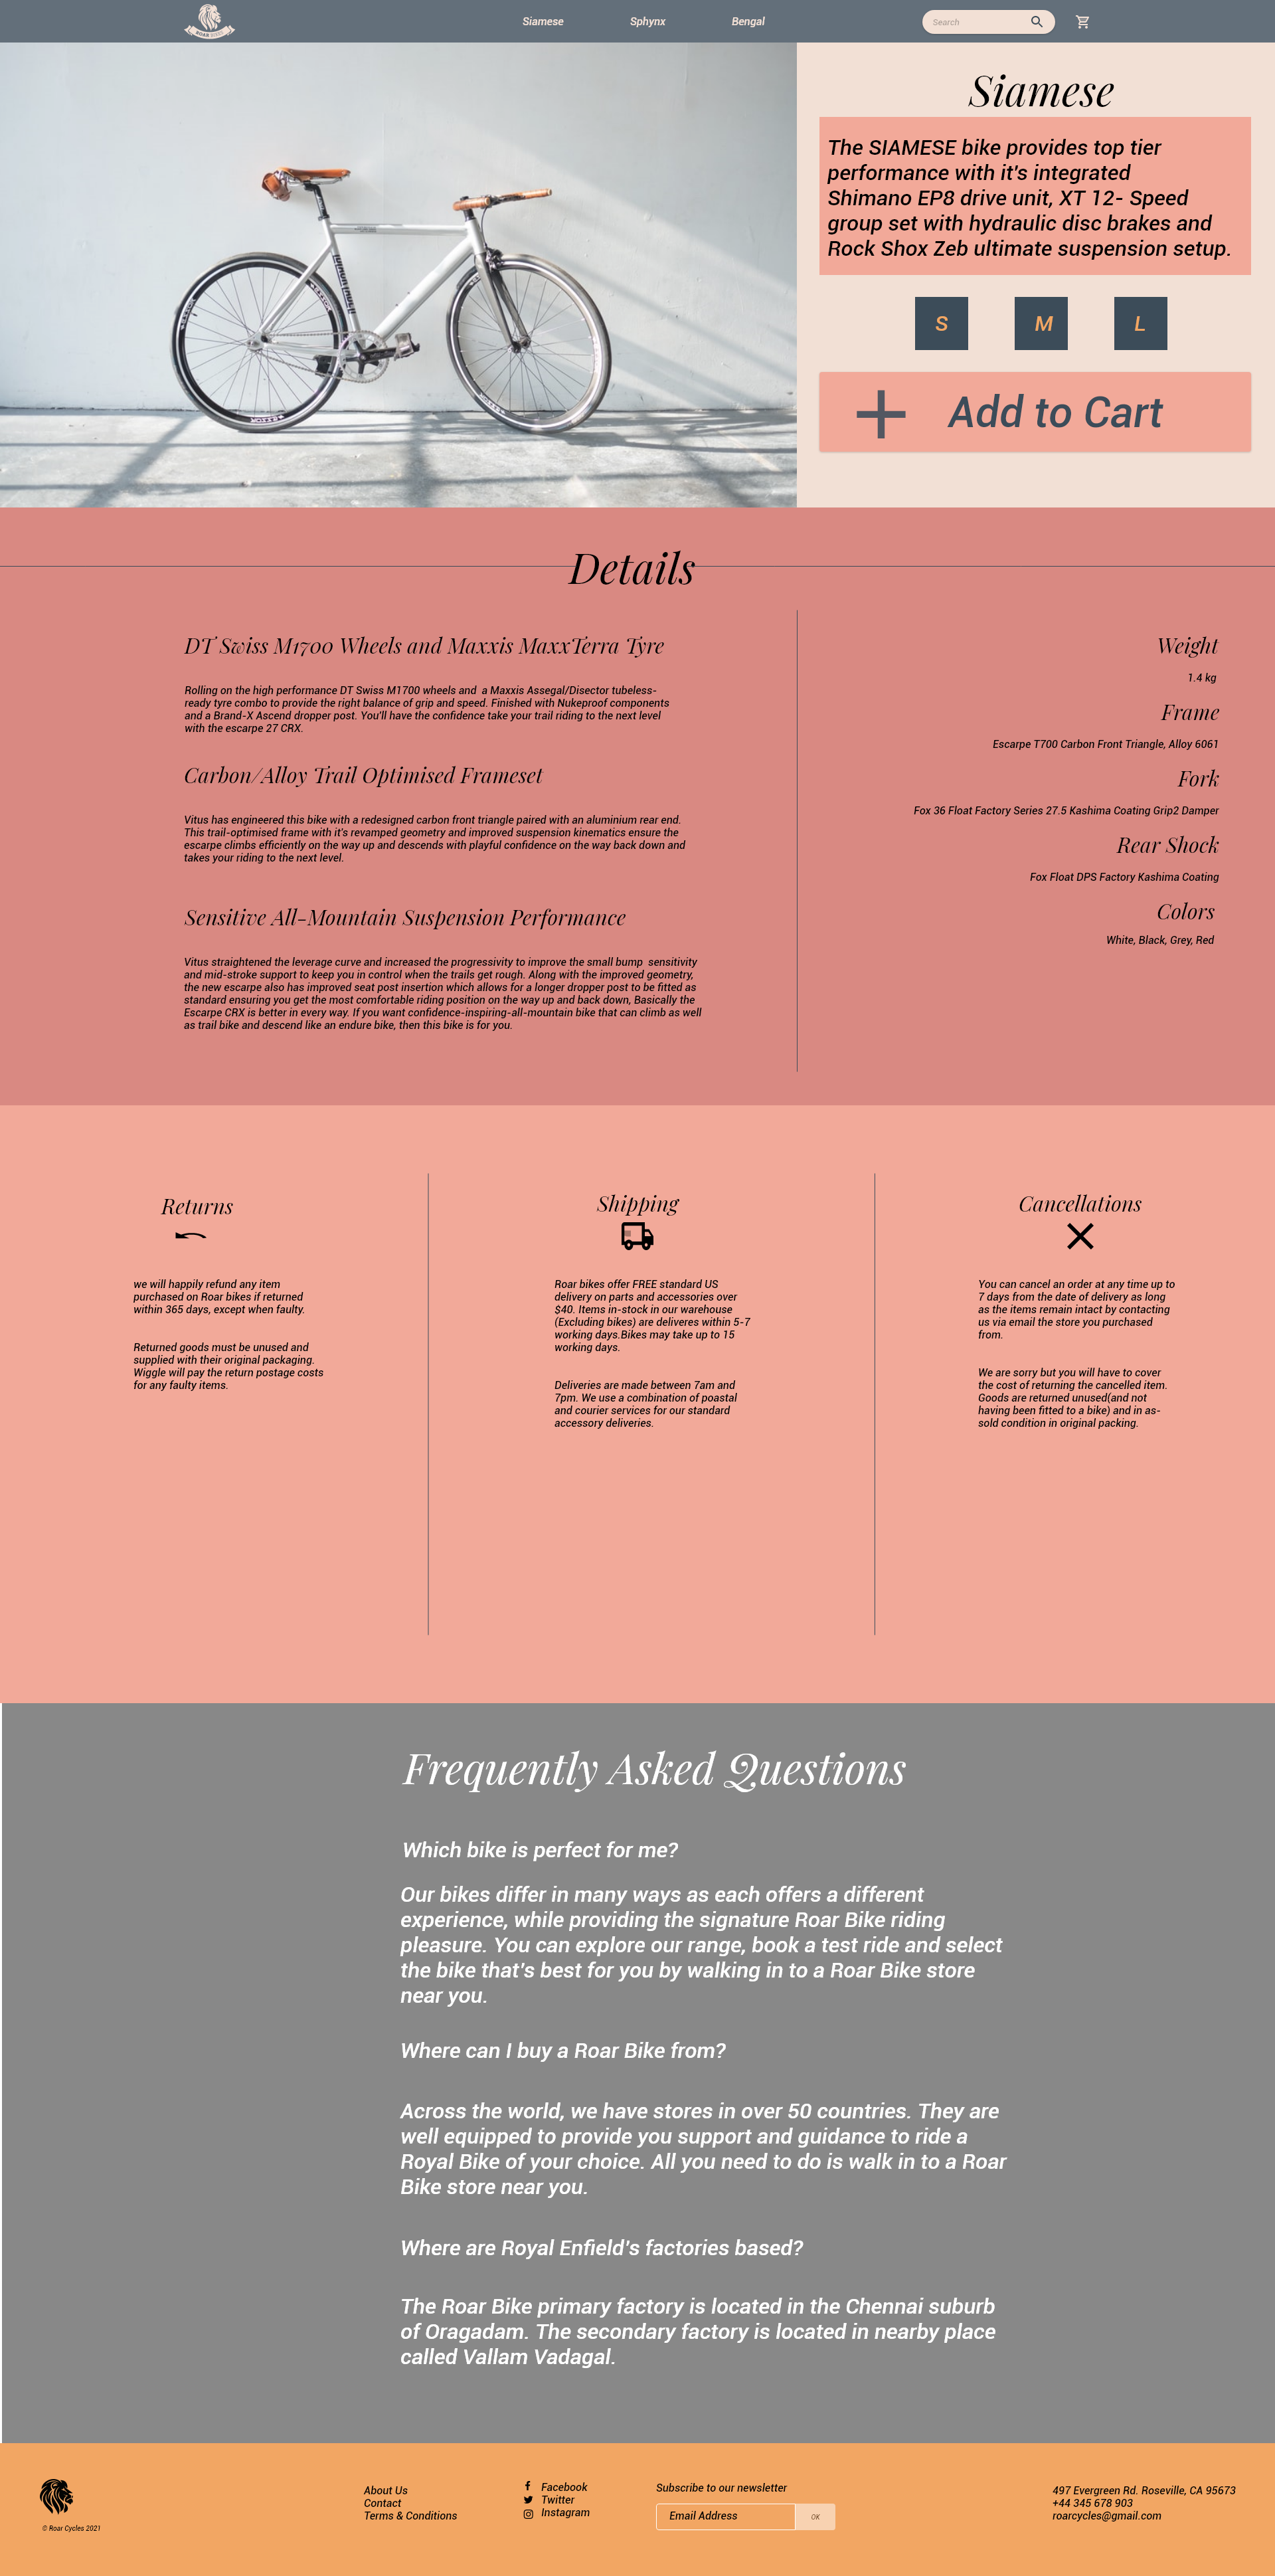 ROAR BIKES
Siamese
Sphynx
Bengal
Search
Siamese
The SIAMESE bike provides top tier
performance with it's integrated
Shimano EP8 drive unit, XT 12- Speed
group set with hydraulic disc brakes and
Rock Shox Zeb ultimate suspension setup.
S
M
L
Add to Cart
Details
DT Swiss M1700 Wheels and Maxxis MaxxTerra Tyre
Rolling on the high performance DT Swiss M1700 wheels and a Maxxis Assegal/Disector tubeless-
ready tyre combo to provide the right balance of grip and speed. Finished with Nukeproof components
and a Brand-X Ascend dropper post. You'll have the confidence take your trail riding to the next level
with the escarpe 27 CRX.
Carbon/Alloy Trail Optimised Frameset
Vitus has engineered this bike with a redesigned carbon front triangle paired with an aluminium rear end.
This trail-optimised frame with it's revamped geometry and improved suspension kinematics ensure the
escarpe climbs efficiently on the way up and descends with playful confidence on the way back down and
takes your riding to the next level.
Sensitive All-Mountain Suspension Performance
Vitus straightened the leverage curve and increased the progressivity to improve the small bump sensitivity
and mid-stroke support to keep you in control when the trails get rough. Along with the improved geometry,
the new escarpe also has improved seat post insertion which allows for a longer dropper post to be fitted as
standard ensuring you get the most comfortable riding position on the way up and back down, Basically the
Escarpe CRX is better in every way. If you want confidence-inspiring-all-mountain bike that can climb as well
as trail bike and descend like an endure bike, then this bike is for you.
Weight
1.4 kg
Frame
Escarpe T700 Carbon Front Triangle, Alloy 6061
Fork
Fox 36 Float Factory Series 27.5 Kashima Coating Grip2 Damper
Rear Shock
Fox Float DPS Factory Kashima Coating
Colors
White, Black, Grey, Red
Returns
we will happily refund any item
purchased on Roar bikes if returned
within 365 days, except when faulty.
Returned goods must be unused and
supplied with their original packaging.
Wiggle will pay the return postage costs
for any faulty items.
Shipping
Roar bikes offer FREE standard US
delivery on parts and accessories over
$40. Items in-stock in our warehouse
(Excluding bikes) are deliveres within 5-7
working days.Bikes may take up to 15
working days.
Deliveries are made between 7am and
7pm. We use a combination of poastal
and courier services for our standard
accessory deliveries.
Cancellations
You can cancel an order at any time up to
7 days from the date of delivery as long
as the items remain intact by contacting
us via email the store you purchased
from.
We are sorry but you will have to cover
the cost of returning the cancelled item.
Goods are returned unused(and not
having been fitted to a bike) and in as-
sold condition in original packing.
Frequently Asked Questions
Which bike is perfect for me?
Our bikes differ in many ways as each offers a different
experience, while providing the signature Roar Bike riding
pleasure. You can explore our range, book a test ride and select
the bike that's best for you by walking in to a Roar Bike store
near you.
Where can I buy a Roar Bike from?
Across the world, we have stores in over 50 countries. They are
well equipped to provide you support and guidance to ride a
Royal Bike of your choice. All you need to do is walk in to a Roar
Bike store near you.
Where are Royal Enfield's factories based?
The Roar Bike primary factory is located in the Chennai suburb
of Oragadam. The secondary factory is located in nearby place
called Vallam Vadagal.
© Roar Cycles 2021
About Us
Contact
Terms & Conditions
Facebook
Twitter
Instagram
Subscribe to our newsletter
Email Address
OK
497 Evergreen Rd. Roseville, CA 95673
+44 345 678 903
roarcycles@gmail.com